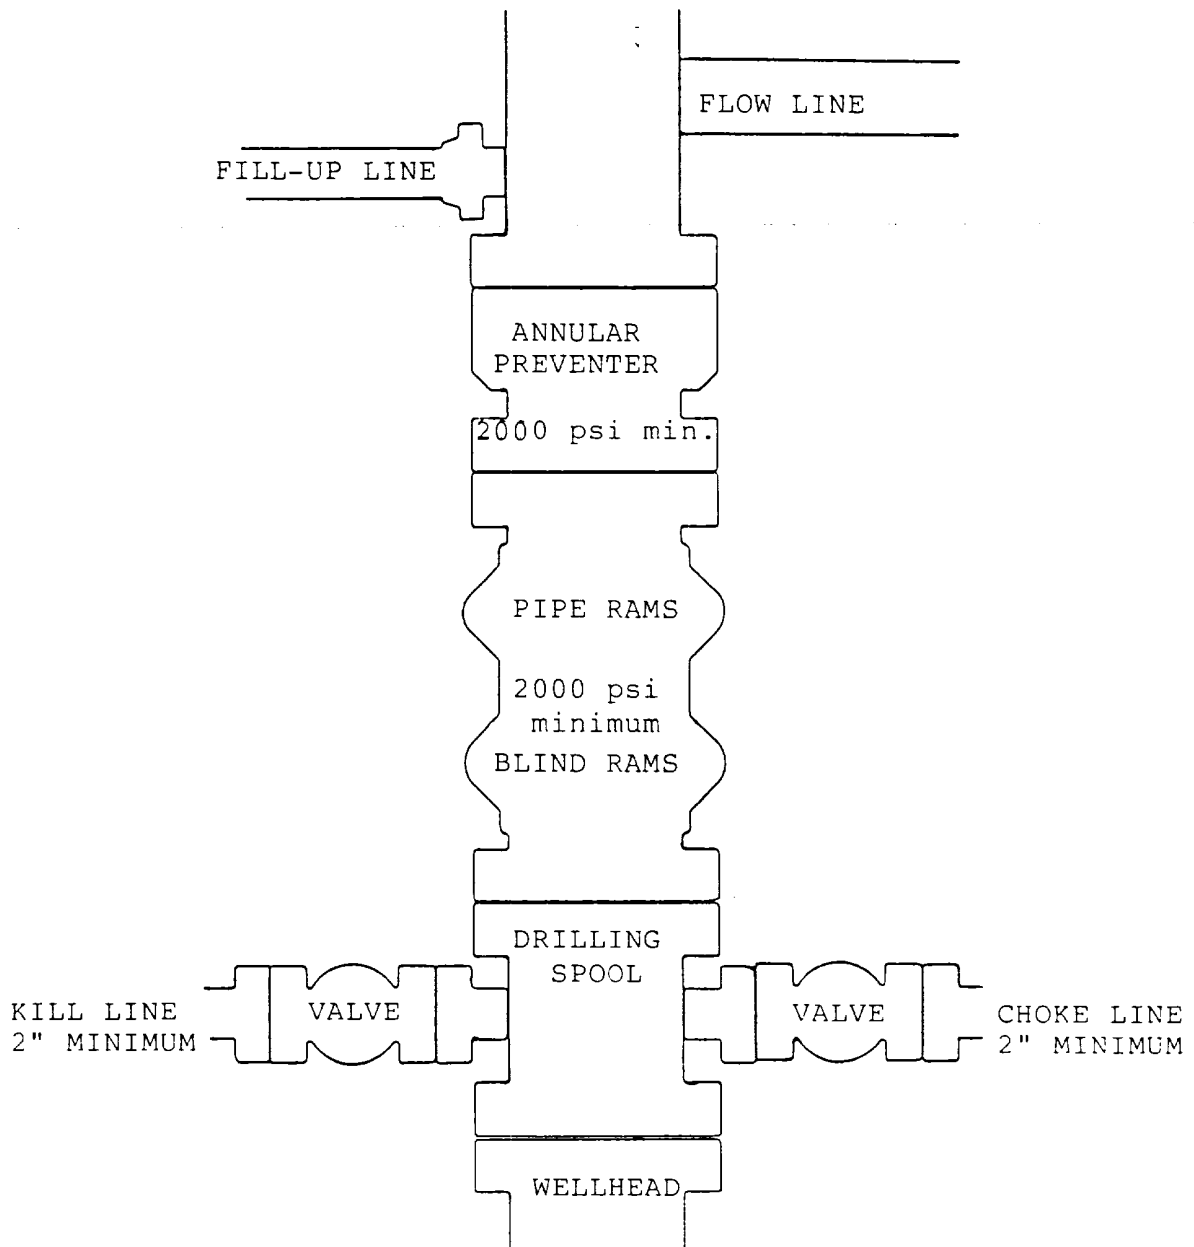 FLOW LINE
FILL-UP LINE
ANNULAR
PREVENTER
2000 psi min.
PIPE RAMS
2000 psi
minimum
BLIND RAMS
DRILLING
SPOOL
KILL LINE
2" MINIMUM
VALVE
VALVE
CHOKE LINE
2" MINIMUM
WELLHEAD